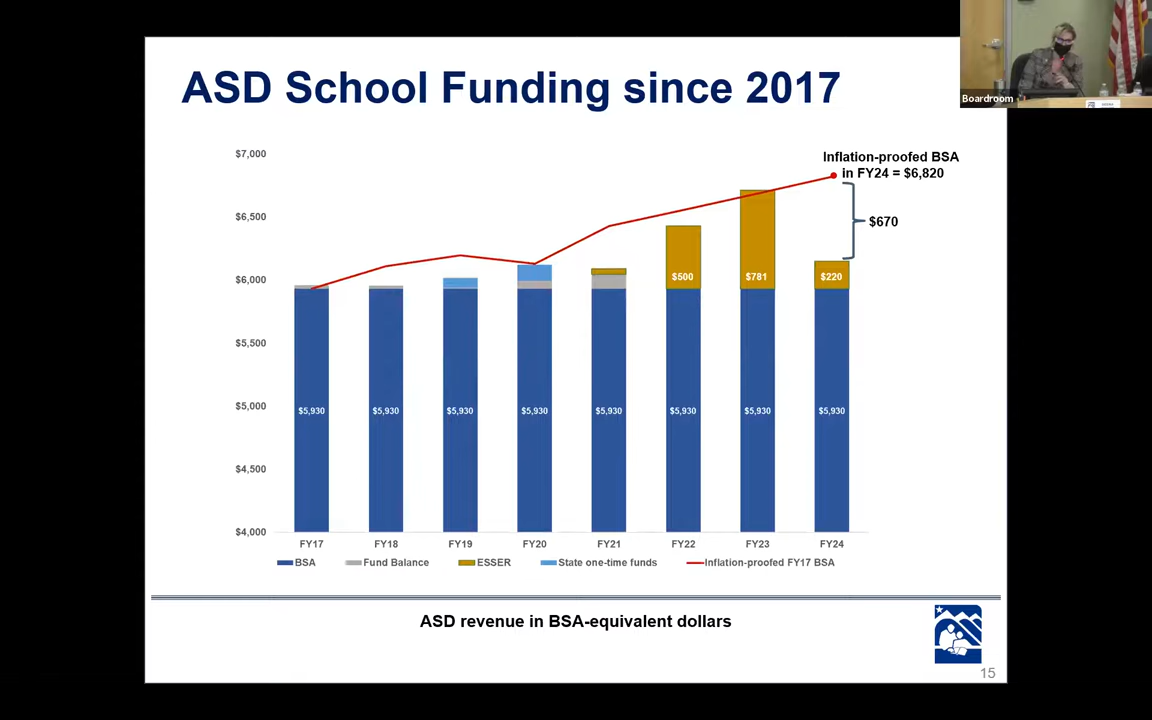 ASD School Funding since 2017
Boardroom
Inflation-proofed BSA
in FY24 = $6,820
$670
$7,000
$6,500
$6,000
$5,500
$5,000
$4,500
$4,000
$500
$781
$220
$5,930
$5,930
$5,930
$5,930
$5,930
$5,930
$5,930
$5,930
FY17
FY18
FY19
FY20
FY21
FY22
FY23
FY24
BSA
Fund Balance
ESSER
State one-time funds
Inflation-proofed FY17 BSA
ASD revenue in BSA-equivalent dollars
15